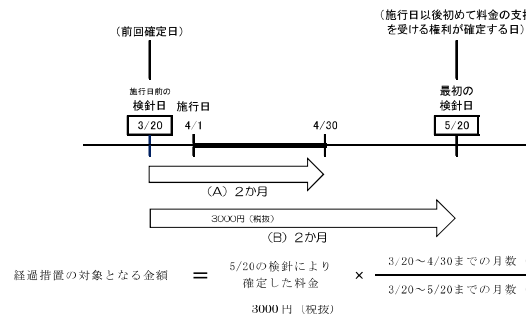 (施行日以後初めて料金の支払
を受ける権利が確定する日)
(前回確定日)
施行日前の
検針日
施行日
最初の
検針日
3/20
4/1
4/30
5/20
(A) 2か月
3000円(税抜)
(B) 2か月
経過措置の対象となる金額
=
5/20の検針により
確定した料金
×
3/20~4/30までの月数
3/20~5/20までの月数
3000円(税抜)